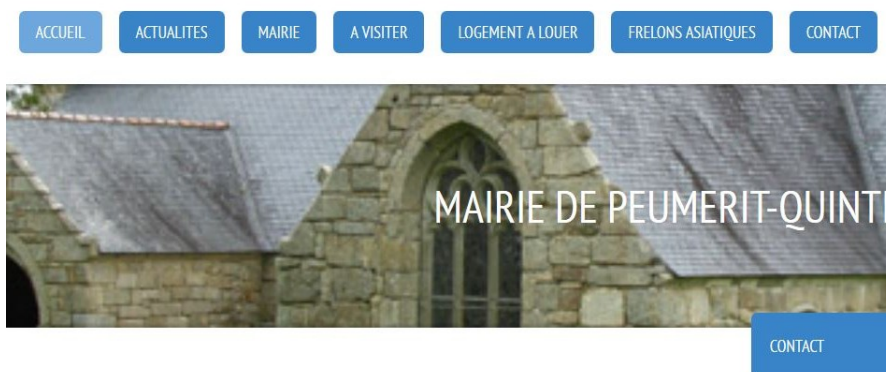 ACCUEIL ACTUALITES MAIRIE A VISITER LOGEMENT A LOUER FRELONS ASIATIQUES CONTACT
MAIRIE DE PEUMERIT-QUINT
CONTACT